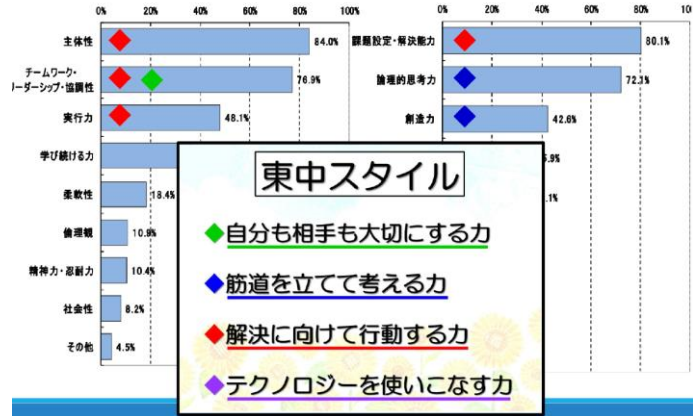 0% 20% 40% 60% 80% 100%
主体性 84.0%
チームワーク・
リーダーシップ・協調性 76.9%
実行力 48.1%
学び続ける力
柔軟性 18.4%
倫理観 10.9%
精神力・忍耐力 10.4%
社会性 8.2%
その他 4.5%
0% 20% 40% 60% 80%
課題設定・解決能力 80.1%
論理的思考力 72.1%
創造力 42.6%
東中スタイル
自分も相手も大切にする力
筋道を立てて考える力
解決に向けて行動する力
テクノロジーを使いこなす力